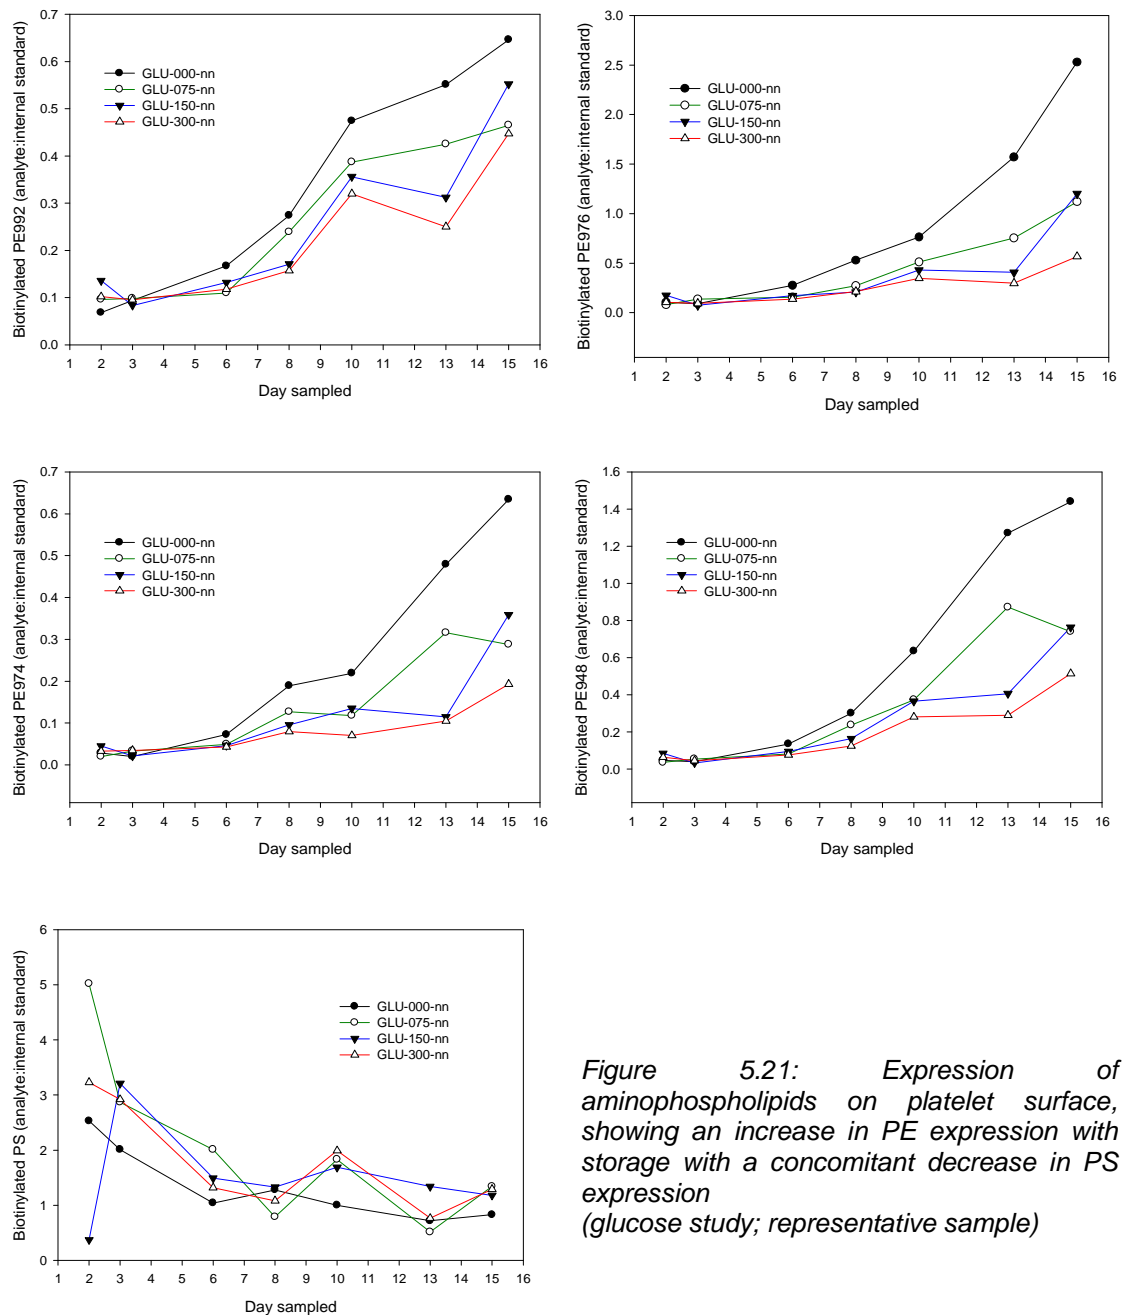 0.7
0.6
0.5
0.4
0.3
0.2
0.1
0.0
Biotinylated PE992 (analyte:internal standard)
GLU-000-nn
GLU-075-nn
GLU-150-nn
GLU-300-nn
1 2 3 4 5 6 7 8 9 10 11 12 13 14 15 16
Day sampled
3.0
2.5
2.0
1.5
1.0
0.5
0.0
Biotinylated PE976 (analyte:internal standard)
GLU-000-nn
GLU-075-nn
GLU-150-nn
GLU-300-nn
1 2 3 4 5 6 7 8 9 10 11 12 13 14 15 16
Day sampled
0.7
0.6
0.5
0.4
0.3
0.2
0.1
0.0
Biotinylated PE974 (analyte:internal standard)
GLU-000-nn
GLU-075-nn
GLU-150-nn
GLU-300-nn
1 2 3 4 5 6 7 8 9 10 11 12 13 14 15 16
Day sampled
1.6
1.4
1.2
1.0
0.8
0.6
0.4
0.2
0.0
Biotinylated PE948 (analyte:internal standard)
GLU-000-nn
GLU-075-nn
GLU-150-nn
GLU-300-nn
1 2 3 4 5 6 7 8 9 10 11 12 13 14 15 16
Day sampled
6
5
4
3
2
1
0
Biotinylated PS (analyte:internal standard)
GLU-000-nn
GLU-075-nn
GLU-150-nn
GLU-300-nn
1 2 3 4 5 6 7 8 9 10 11 12 13 14 15 16
Day sampled
Figure 5.21: Expression of
aminophospholipids on platelet surface,
showing an increase in PE expression with
storage with a concomitant decrease in PS
expression
(glucose study; representative sample)